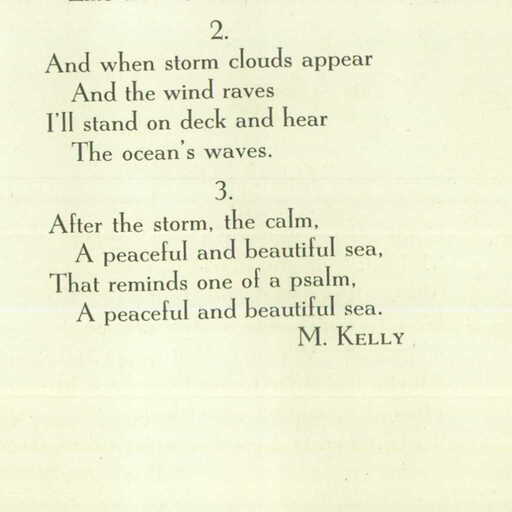 2.
And when storm clouds appear
And the wind raves
I'll stand on deck and hear
The ocean's waves.
3.
After the storm, the calm,
A peaceful and beautiful sea,
That reminds one of a psalm,
A peaceful and beautiful sea.
M. Kelly